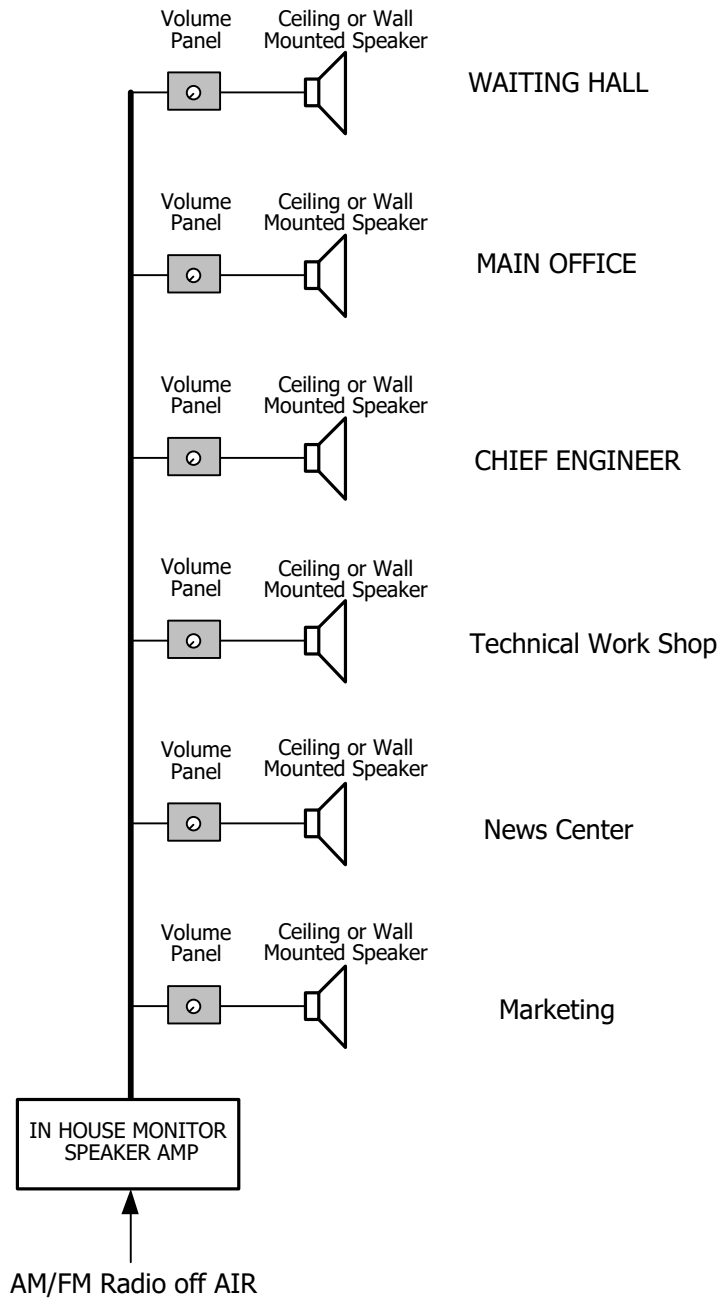 Volume
Panel
Ceiling or Wall
Mounted Speaker
WAITING HALL
Volume
Panel
Ceiling or Wall
Mounted Speaker
MAIN OFFICE
Volume
Panel
Ceiling or Wall
Mounted Speaker
CHIEF ENGINEER
Volume
Panel
Ceiling or Wall
Mounted Speaker
Technical Work Shop
Volume
Panel
Ceiling or Wall
Mounted Speaker
News Center
Volume
Panel
Ceiling or Wall
Mounted Speaker
Marketing
IN HOUSE MONITOR
SPEAKER AMP
AM/FM Radio off AIR